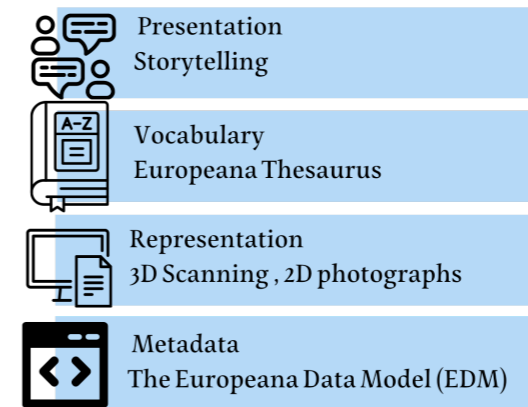 Presentation
Storytelling
A-Z
Vocabulary
Europeana Thesaurus
Representation
3D Scanning , 2D photographs
Metadata
The Europeana Data Model (EDM)